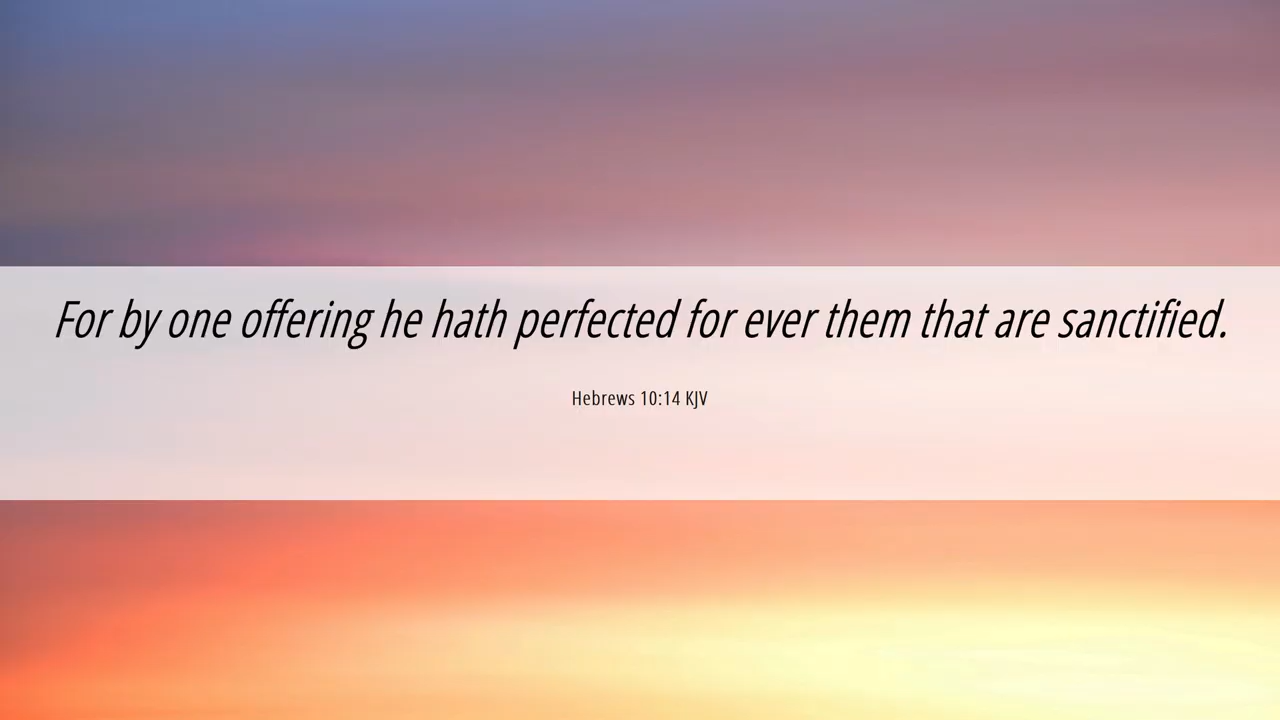 For by one offering he hath perfected for ever them that are sanctified.
Hebrews 10:14 KJV